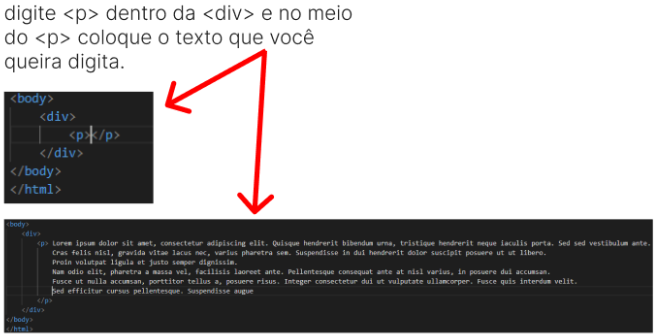 digite <p> dentro da <div> e no meio
do <p> coloque o texto que você
queira digita.
<body>
<div>
<p></p>
</div>
</body>
</html>
<body>
<div>
<p> Lorem ipsum dolor sit amet, consectetur adipiscing elit. Quisque hendrerit bibendum urna, tristique hendrerit neque iaculis porta. Sed sed vestibulum ante.
Cras felis nisl, gravida vitae lacus nec, varius pharetra sem. Suspendisse in dui hendrerit dolor suscipit posuere ut ut libero.
Proin volutpat ligula et justo semper dignissim.
Nam odio elit, pharetra a massa vel, facilisis laoreet ante. Pellentesque consequat ante at nisl varius, in posuere dui accumsan.
Fusce ut nulla accumsan, porttitor tellus a, posuere risus. Integer consectetur dui ut vulputate ullamcorper. Fusce quis interdum velit.
Sed efficitur cursus pellentesque. Suspendisse augue
</p>
</div>
</body>
</html>